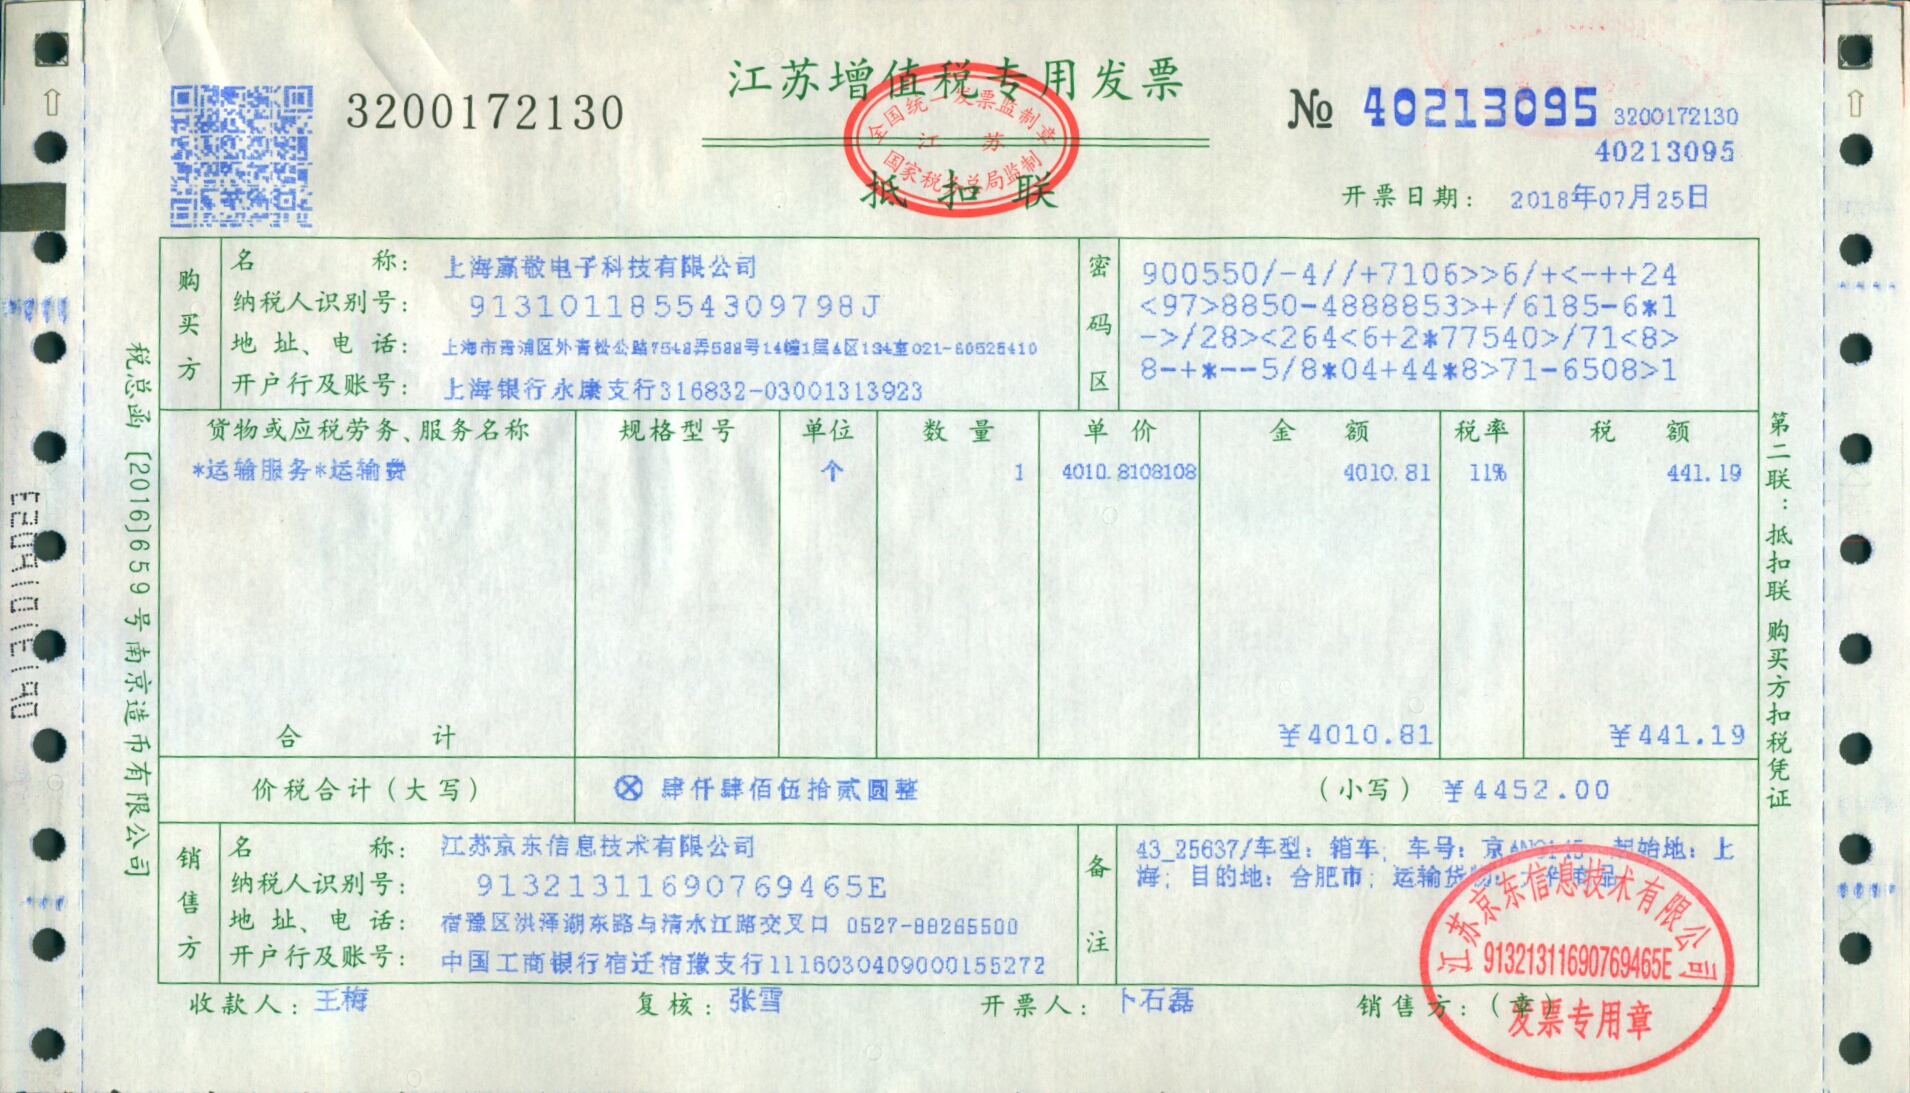 江苏增值税专用发票
3200172130
№ 40213095 3200172130
40213095
全国统一发票监制章
江 苏
国家税务总局监制
抵扣联
开票日期: 2018年07月25日
购买方
名称: 上海赢敬电子科技有限公司
纳税人识别号: 91310118554309798J
地址、电话: 上海市青浦区外青松公路7548弄588号14幢1层A区134室021-60525410
开户行及账号: 上海银行永康支行316832-03001313923
密码区
900550/-4//+7106>>6/+<-++24
<97>8850-4888853>+/6185-6*1
->/28><264<6+2*77540>/71<8>
8-+*--5/8*04+44*8>71-6508>1
货物或应税劳务、服务名称 规格型号 单位 数量 单价 金额 税率 税额
*运输服务*运输费 个 1 4010.8108108 4010.81 11% 441.19
合计 ¥4010.81 ¥441.19
价税合计(大写) ⊗肆仟肆佰伍拾贰圆整 (小写) ¥4452.00
销售方
名称: 江苏京东信息技术有限公司
纳税人识别号: 91321311690769465E
地址、电话: 宿豫区洪泽湖东路与清水江路交叉口 0527-88265500
开户行及账号: 中国工商银行宿迁宿豫支行1116030409000155272
备注
43_25637/车型: 箱车; 车号: 起始地: 上
海; 目的地: 合肥市; 运输货物:
收款人: 王梅 复核: 张雪 开票人: 卜石磊 销售方: (章)
江苏京东信息技术有限公司
91321311690769465E
发票专用章
税总函[2016]659号南京造币有限公司
第二联: 抵扣联 购买方扣税凭证